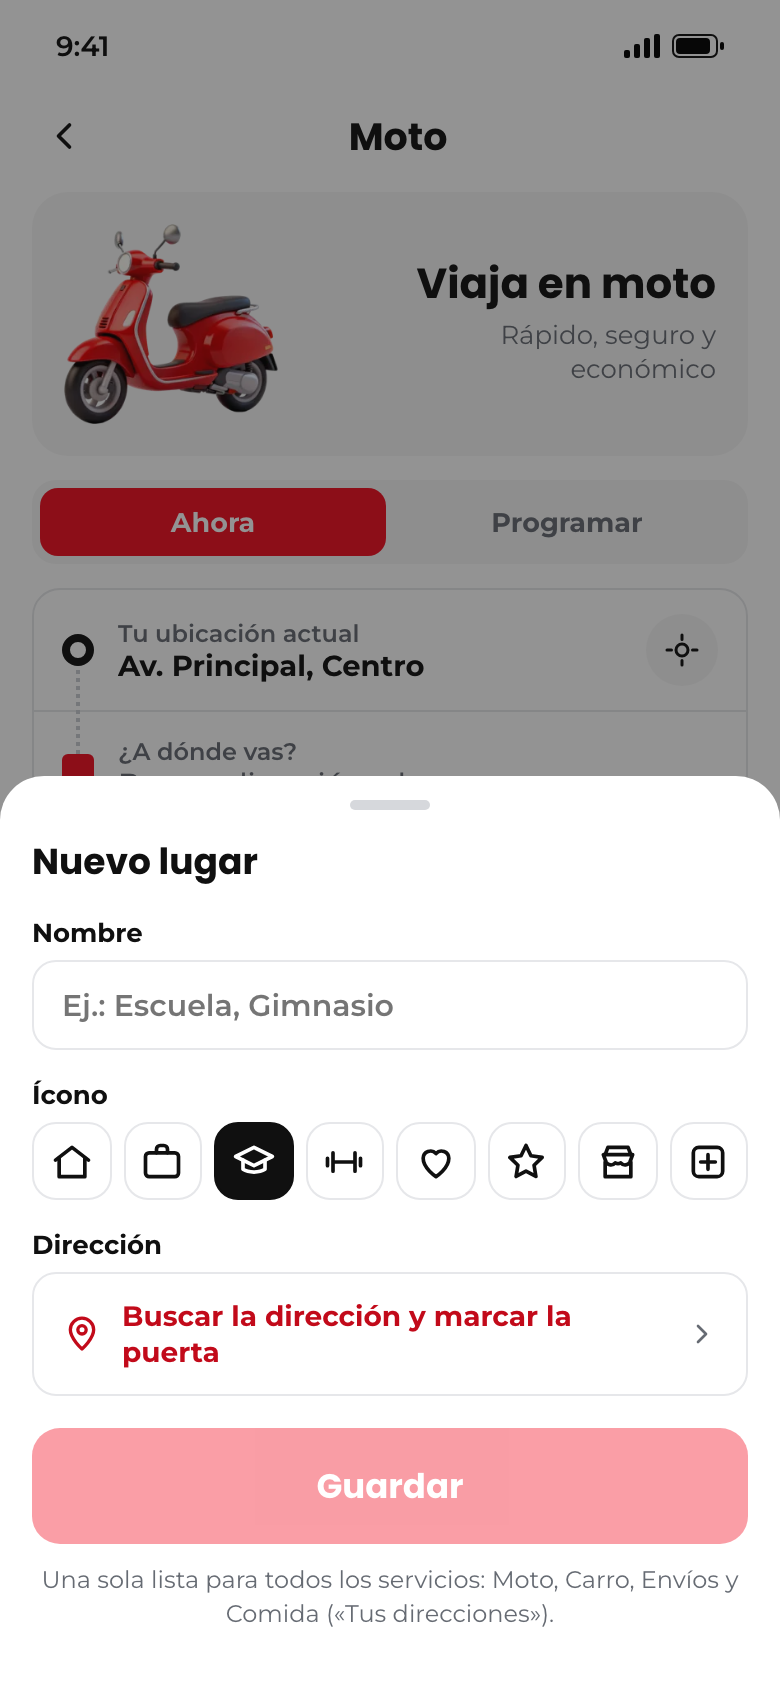 9:41
Moto
Viaja en moto
Rápido, seguro y
económico
Ahora
Programar
Tu ubicación actual
Av. Principal, Centro
¿A dónde vas?
Nuevo lugar
Nombre
Ej.: Escuela, Gimnasio
Ícono
Dirección
Buscar la dirección y marcar la
puerta
Guardar
Una sola lista para todos los servicios: Moto, Carro, Envíos y
Comida («Tus direcciones»).